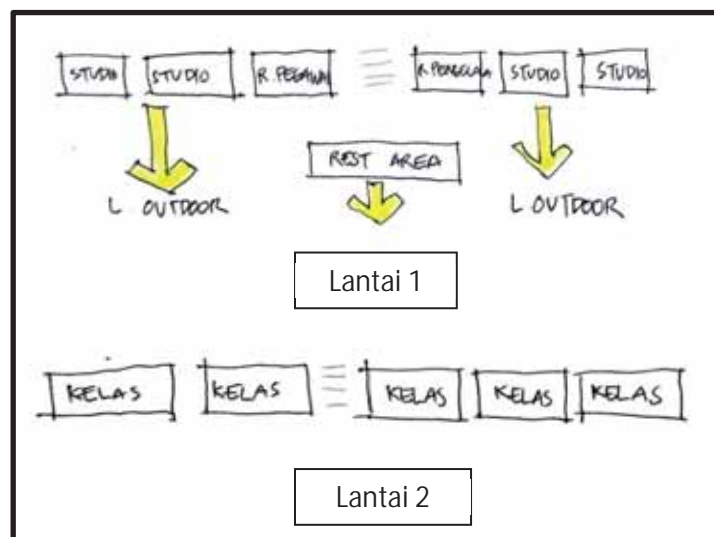 STUDIO STUDIO R. PEGAWAI R. PENGELOLA STUDIO STUDIO
REST AREA
L OUTDOOR L OUTDOOR
Lantai 1
KELAS KELAS KELAS KELAS KELAS
Lantai 2